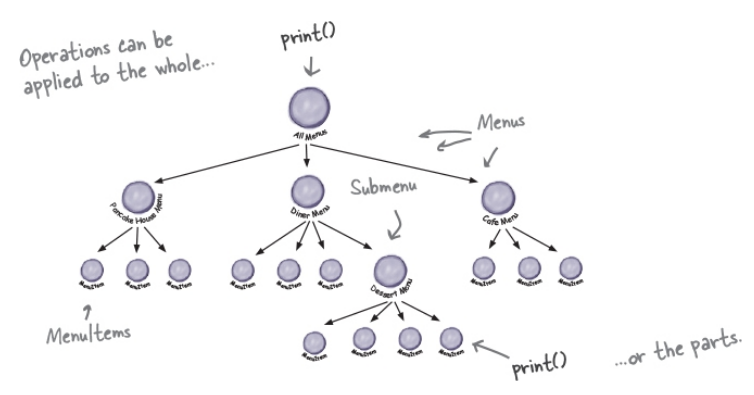 print()
Operations can be
applied to the whole...
All Menus
Menus
Submenu
Pancake House Menu
Diner Menu
Cafe Menu
MenuItem
MenuItem
MenuItem
MenuItem
MenuItem
MenuItem
Dessert Menu
MenuItem
MenuItem
MenuItem
MenuItems
MenuItem
MenuItem
MenuItem
MenuItem
print()
...or the parts.